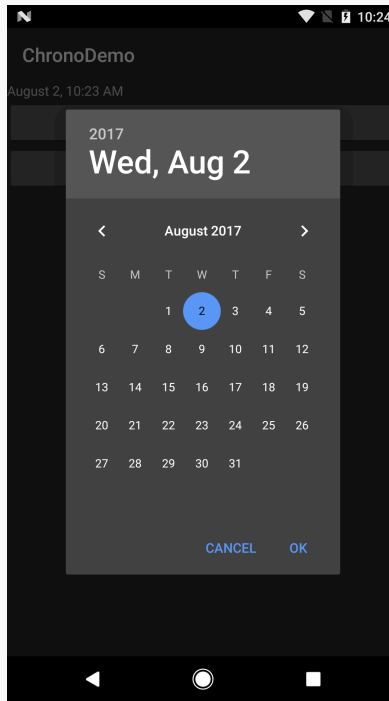 10:24
ChronoDemo
August 2, 10:23 AM
2017
Wed, Aug 2
August 2017
S M T W T F S
1 2 3 4 5
6 7 8 9 10 11 12
13 14 15 16 17 18 19
20 21 22 23 24 25 26
27 28 29 30 31
CANCEL OK